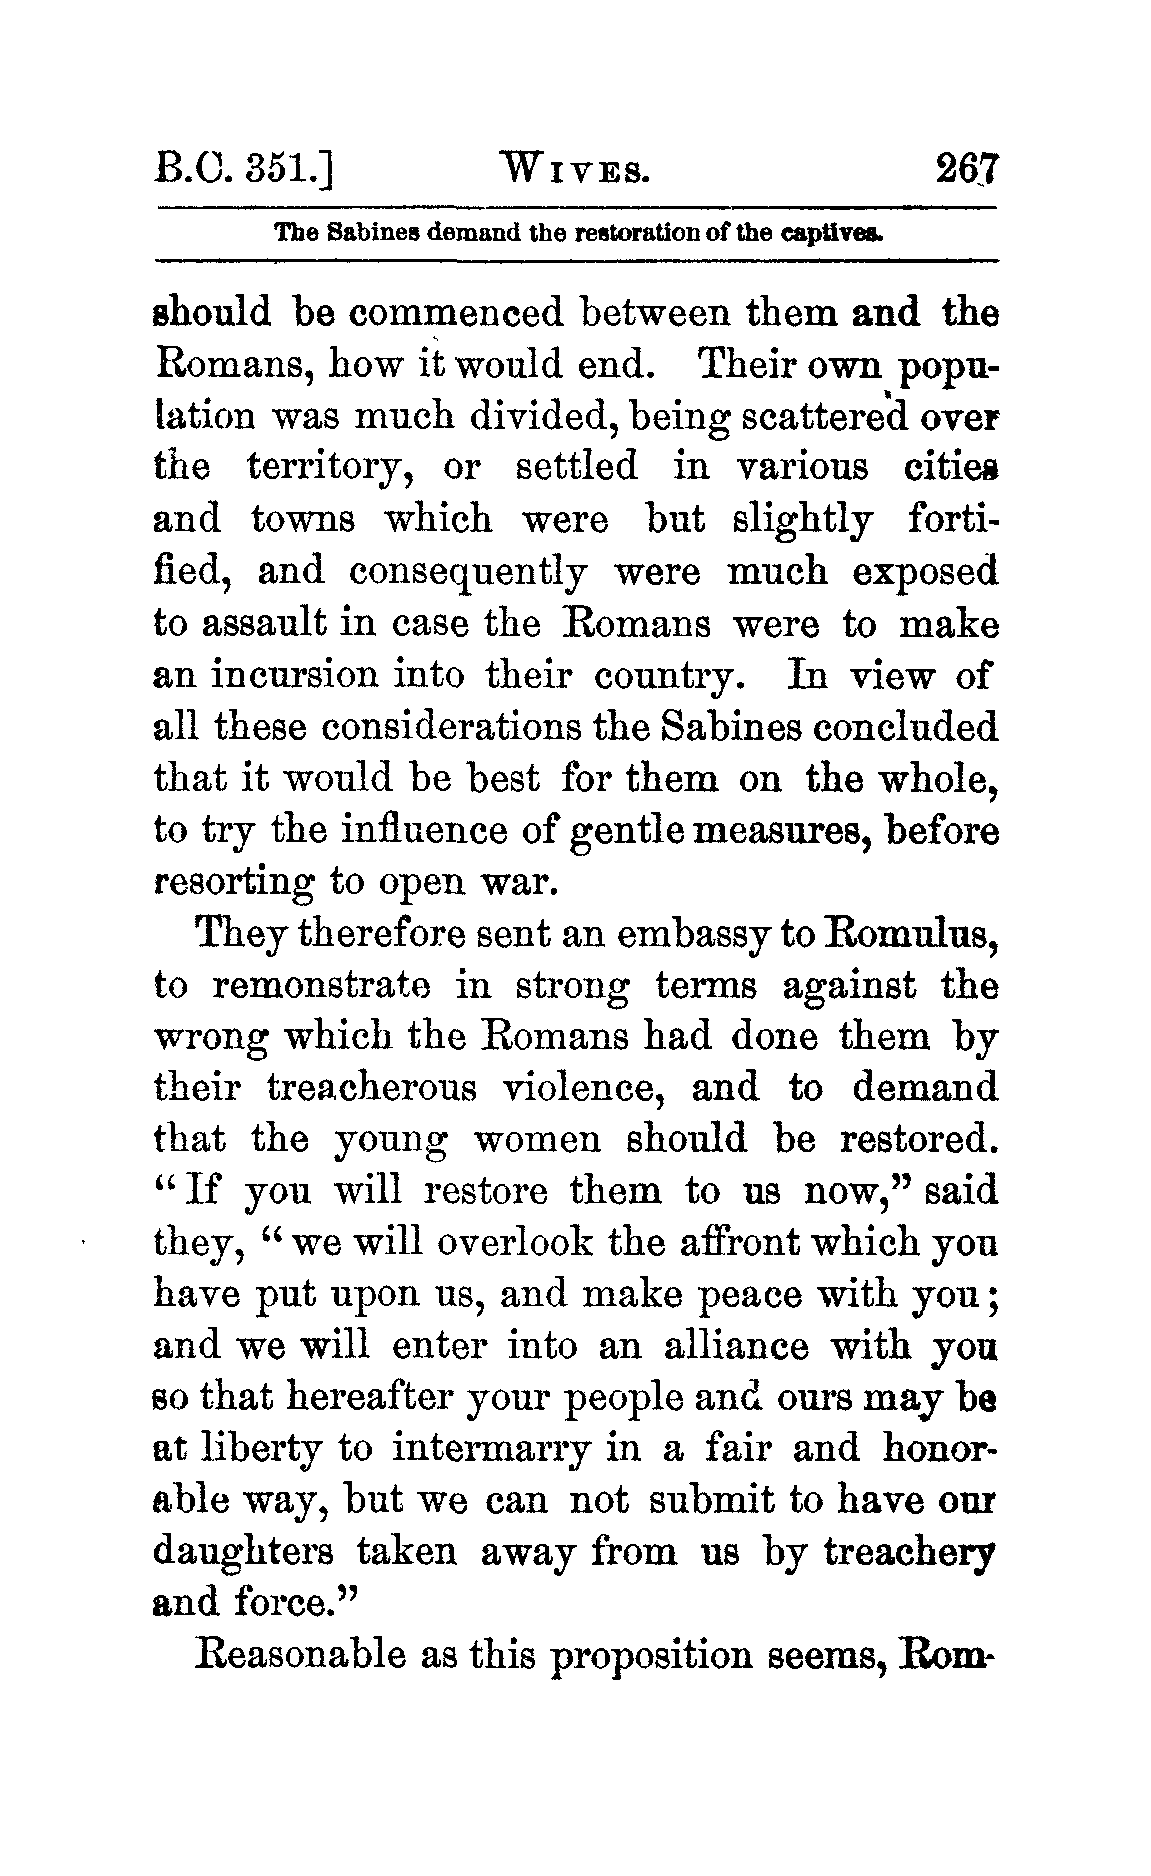 B.C. 351.] WIVES. 267
The Sabines demand the restoration of the captives.
should be commenced between them and the
Romans, how it would end. Their own popu-
lation was much divided, being scattered over
the territory, or settled in various cities
and towns which were but slightly forti-
fied, and consequently were much exposed
to assault in case the Romans were to make
an incursion into their country. In view of
all these considerations the Sabines concluded
that it would be best for them on the whole,
to try the influence of gentle measures, before
resorting to open war.
They therefore sent an embassy to Romulus,
to remonstrate in strong terms against the
wrong which the Romans had done them by
their treacherous violence, and to demand
that the young women should be restored.
“If you will restore them to us now,” said
they, “we will overlook the affront which you
have put upon us, and make peace with you;
and we will enter into an alliance with you
so that hereafter your people and ours may be
at liberty to intermarry in a fair and honor-
able way, but we can not submit to have our
daughters taken away from us by treachery
and force.”
Reasonable as this proposition seems, Rom-